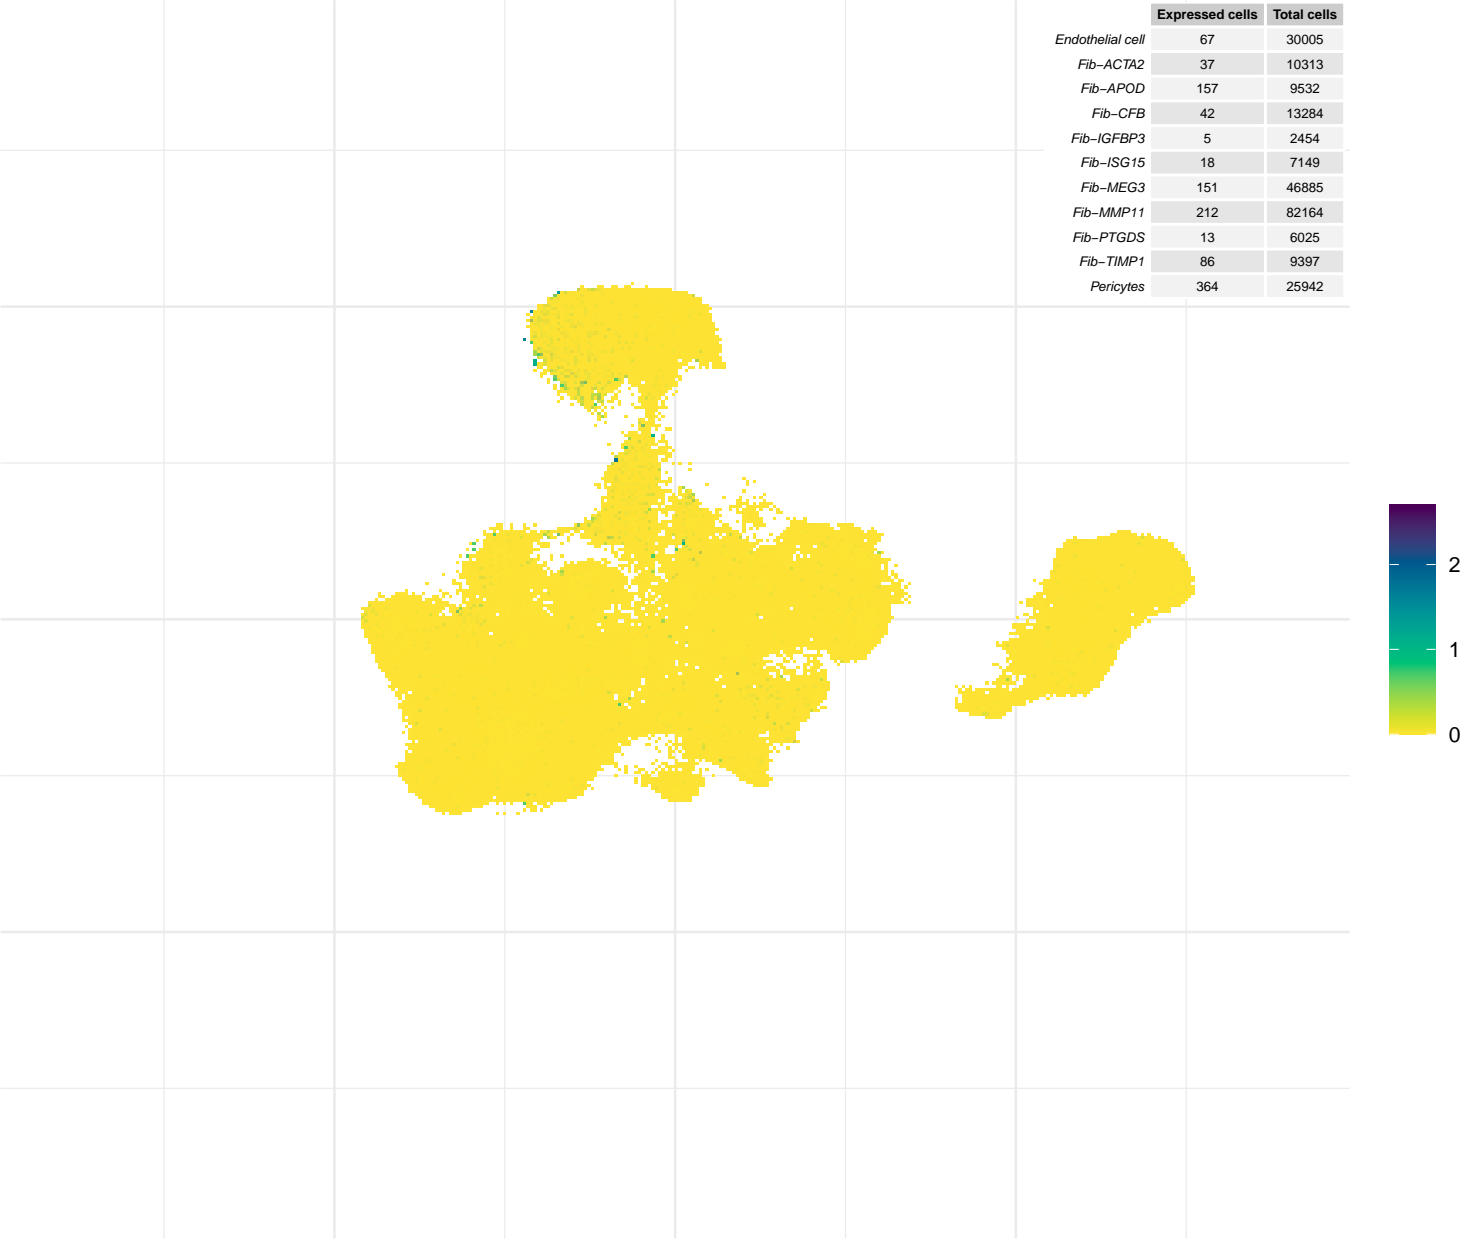 Expressed cells Total cells
Endothelial cell 67 30005
Fib−ACTA2 37 10313
Fib−APOD 157 9532
Fib−CFB 42 13284
Fib−IGFBP3 5 2454
Fib−ISG15 18 7149
Fib−MEG3 151 46885
Fib−MMP11 212 82164
Fib−PTGDS 13 6025
Fib−TIMP1 86 9397
Pericytes 364 25942
2
1
0